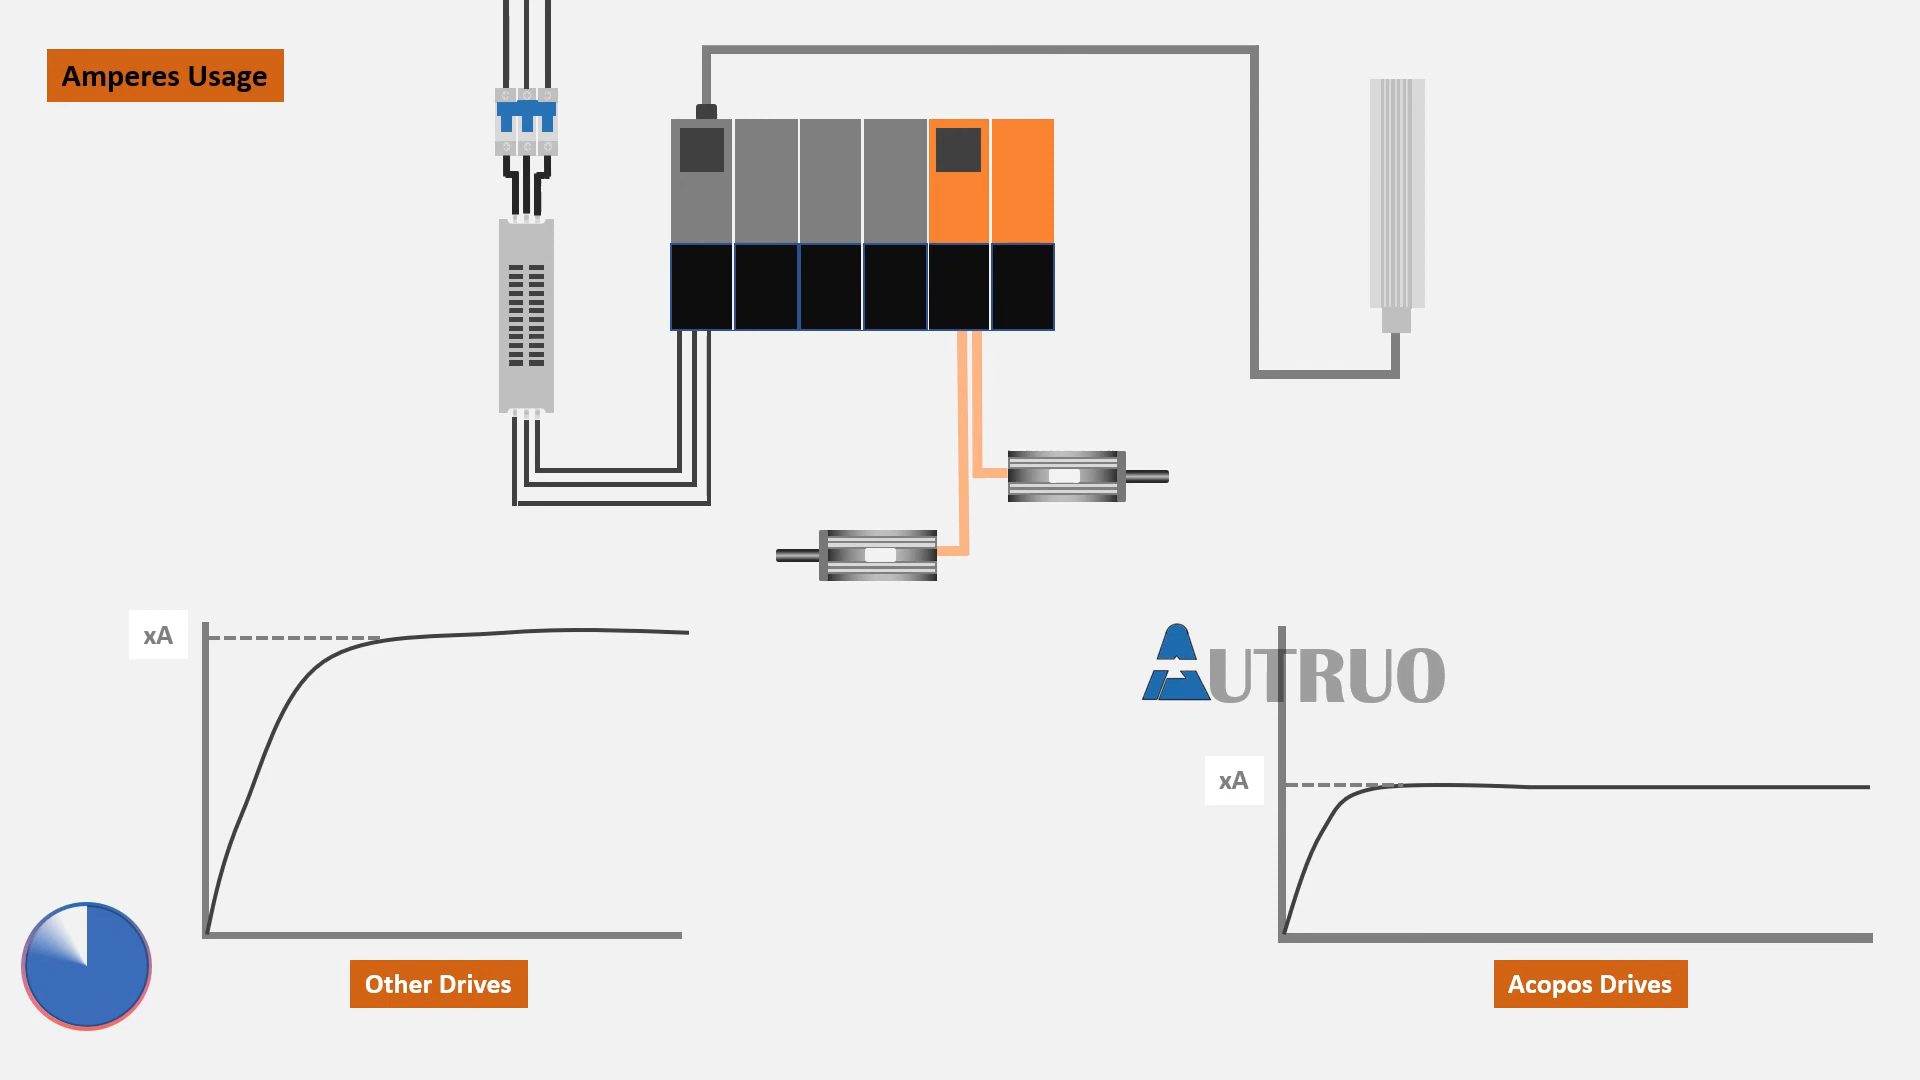 Amperes Usage
xA
AUTRUO
xA
Other Drives
Acopos Drives